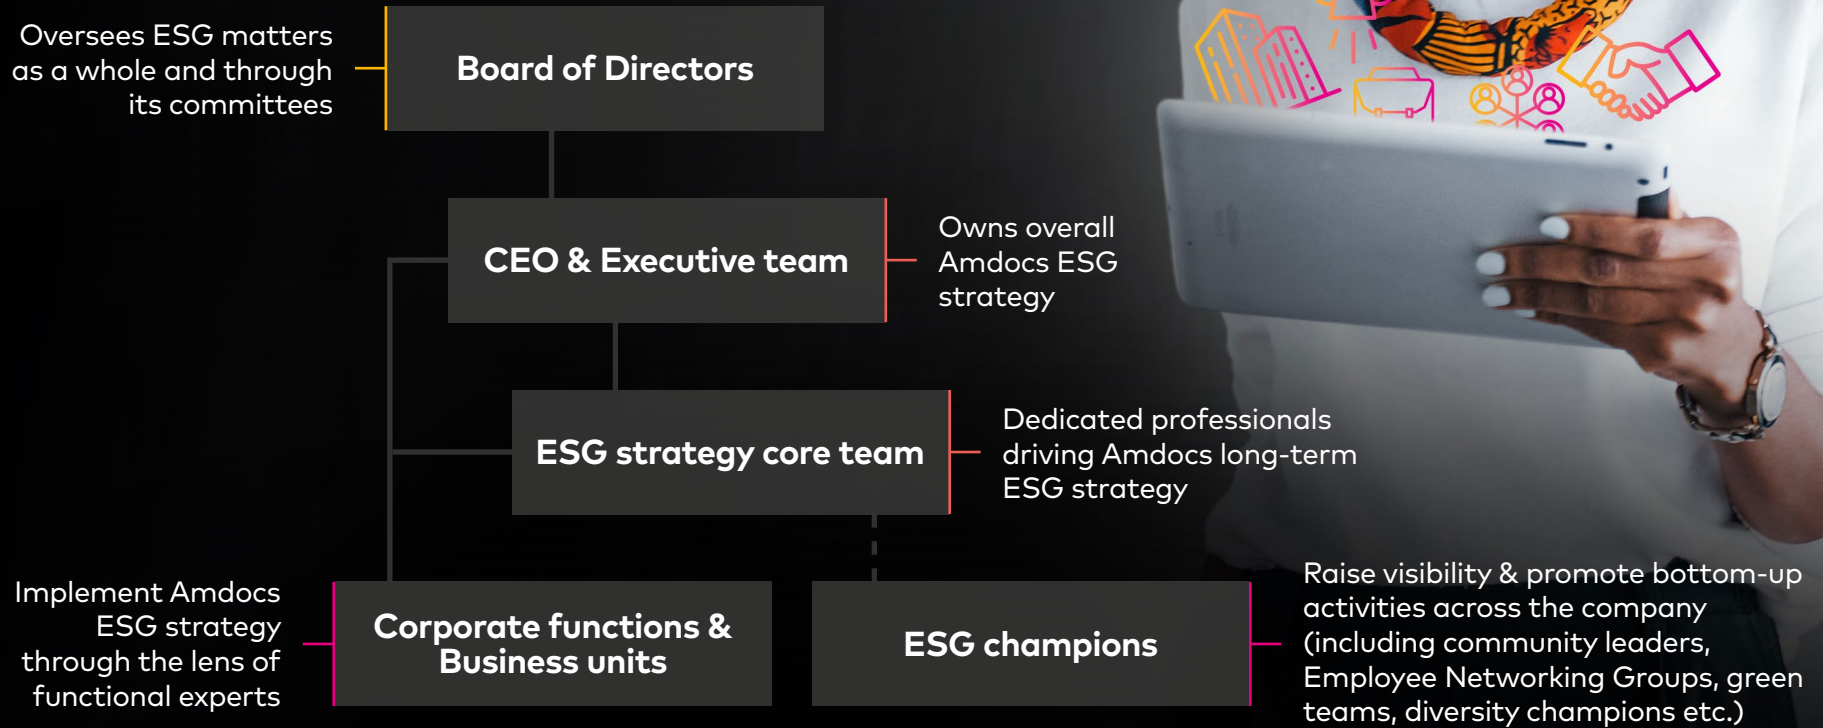 Oversees ESG matters
as a whole and through
its committees
Board of Directors
CEO & Executive team
Owns overall
Amdocs ESG
strategy
ESG strategy core team
Dedicated professionals
driving Amdocs long-term
ESG strategy
Implement Amdocs
ESG strategy
through the lens of
functional experts
Corporate functions &
Business units
ESG champions
Raise visibility & promote bottom-up
activities across the company
(including community leaders,
Employee Networking Groups, green
teams, diversity champions etc.)